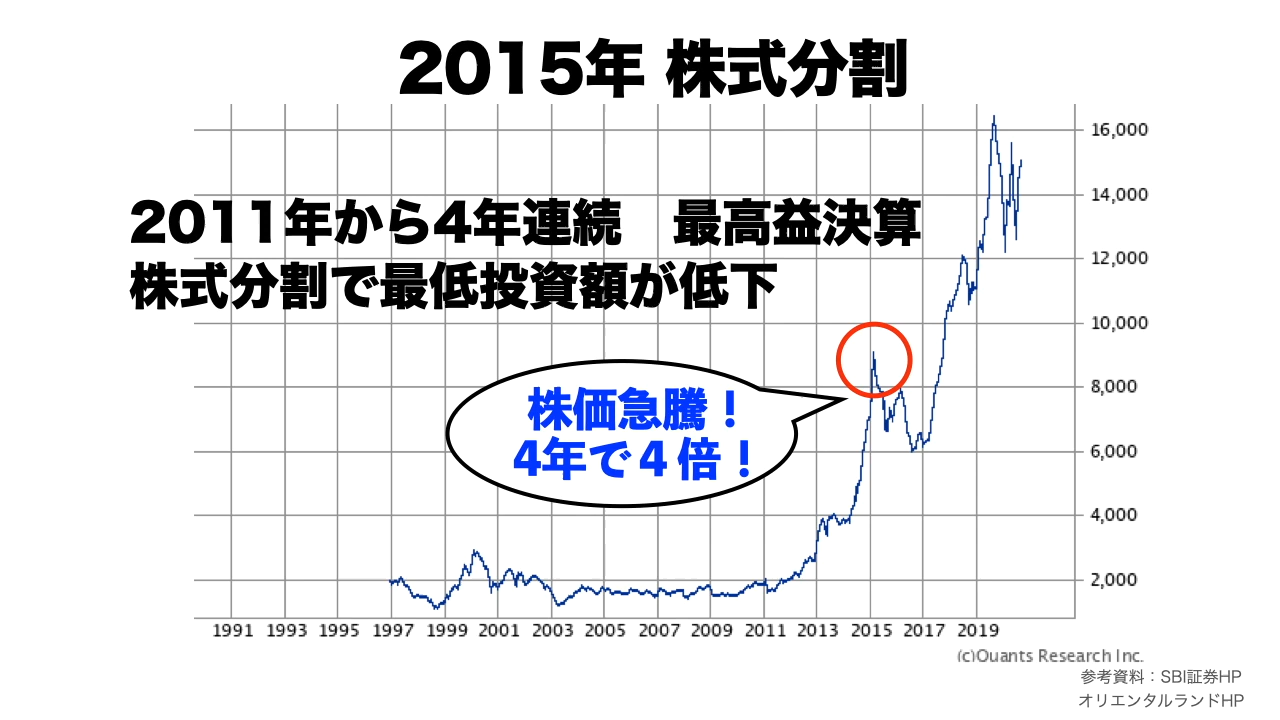 2015年 株式分割
16,000
14,000
2011年から4年連続　最高益決算
12,000
株式分割で最低投資額が低下
10,000
8,000
株価急騰！
4年で４倍！
6,000
4,000
2,000
1991 1993 1995 1997 1999 2001 2003 2005 2007 2009 2011 2013 2015 2017 2019
(c)Quants Research Inc.
参考資料：SBI証券HP
オリエンタルランドHP